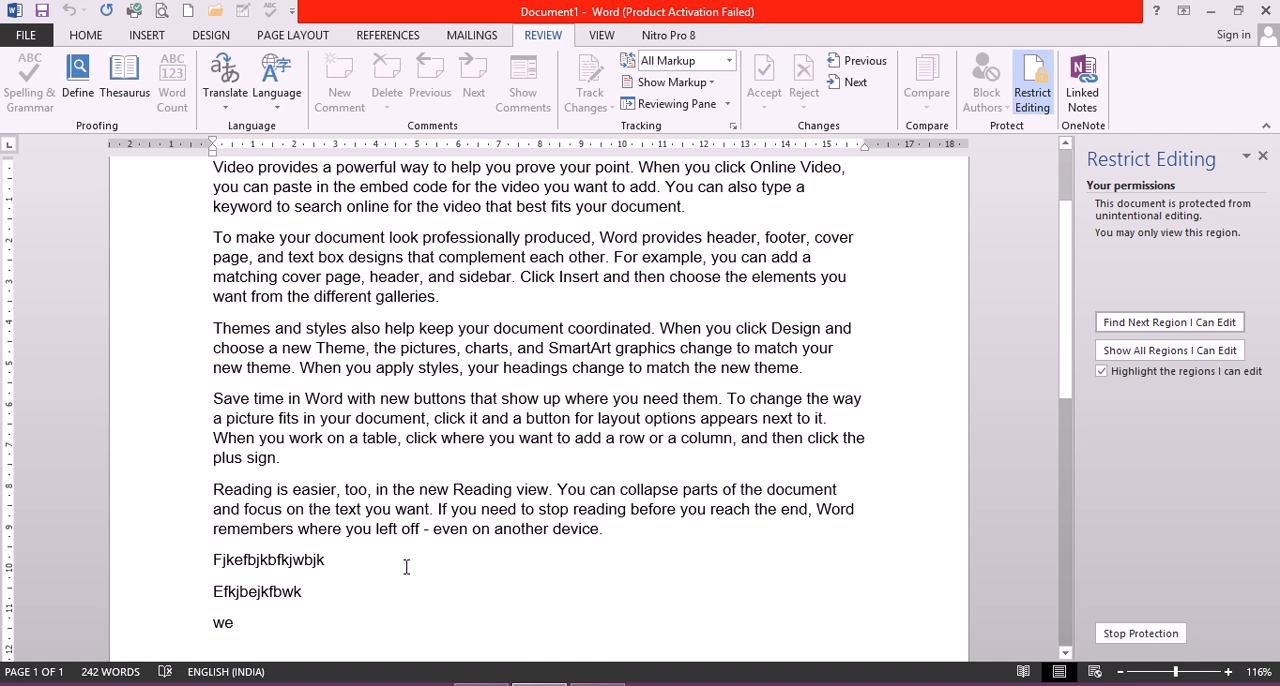 Document1 - Word (Product Activation Failed)
FILE HOME INSERT DESIGN PAGE LAYOUT REFERENCES MAILINGS REVIEW VIEW Nitro Pro 8 Sign in
Spelling & Grammar
Define
Thesaurus
Word Count
Proofing
Translate
Language
Language
New Comment
Delete
Previous
Next
Show Comments
Comments
Track Changes
All Markup
Show Markup
Reviewing Pane
Tracking
Accept
Reject
Previous
Next
Changes
Compare
Compare
Block Authors
Restrict Editing
Protect
Linked Notes
OneNote
Video provides a powerful way to help you prove your point. When you click Online Video,
you can paste in the embed code for the video you want to add. You can also type a
keyword to search online for the video that best fits your document.
To make your document look professionally produced, Word provides header, footer, cover
page, and text box designs that complement each other. For example, you can add a
matching cover page, header, and sidebar. Click Insert and then choose the elements you
want from the different galleries.
Themes and styles also help keep your document coordinated. When you click Design and
choose a new Theme, the pictures, charts, and SmartArt graphics change to match your
new theme. When you apply styles, your headings change to match the new theme.
Save time in Word with new buttons that show up where you need them. To change the way
a picture fits in your document, click it and a button for layout options appears next to it.
When you work on a table, click where you want to add a row or a column, and then click the
plus sign.
Reading is easier, too, in the new Reading view. You can collapse parts of the document
and focus on the text you want. If you need to stop reading before you reach the end, Word
remembers where you left off - even on another device.
Fjkefbjkbfkjwbjk
Efkjbejkfbwk
we
Restrict Editing
Your permissions
This document is protected from
unintentional editing.
You may only view this region.
Find Next Region I Can Edit
Show All Regions I Can Edit
Highlight the regions I can edit
Stop Protection
PAGE 1 OF 1 242 WORDS ENGLISH (INDIA) 116%